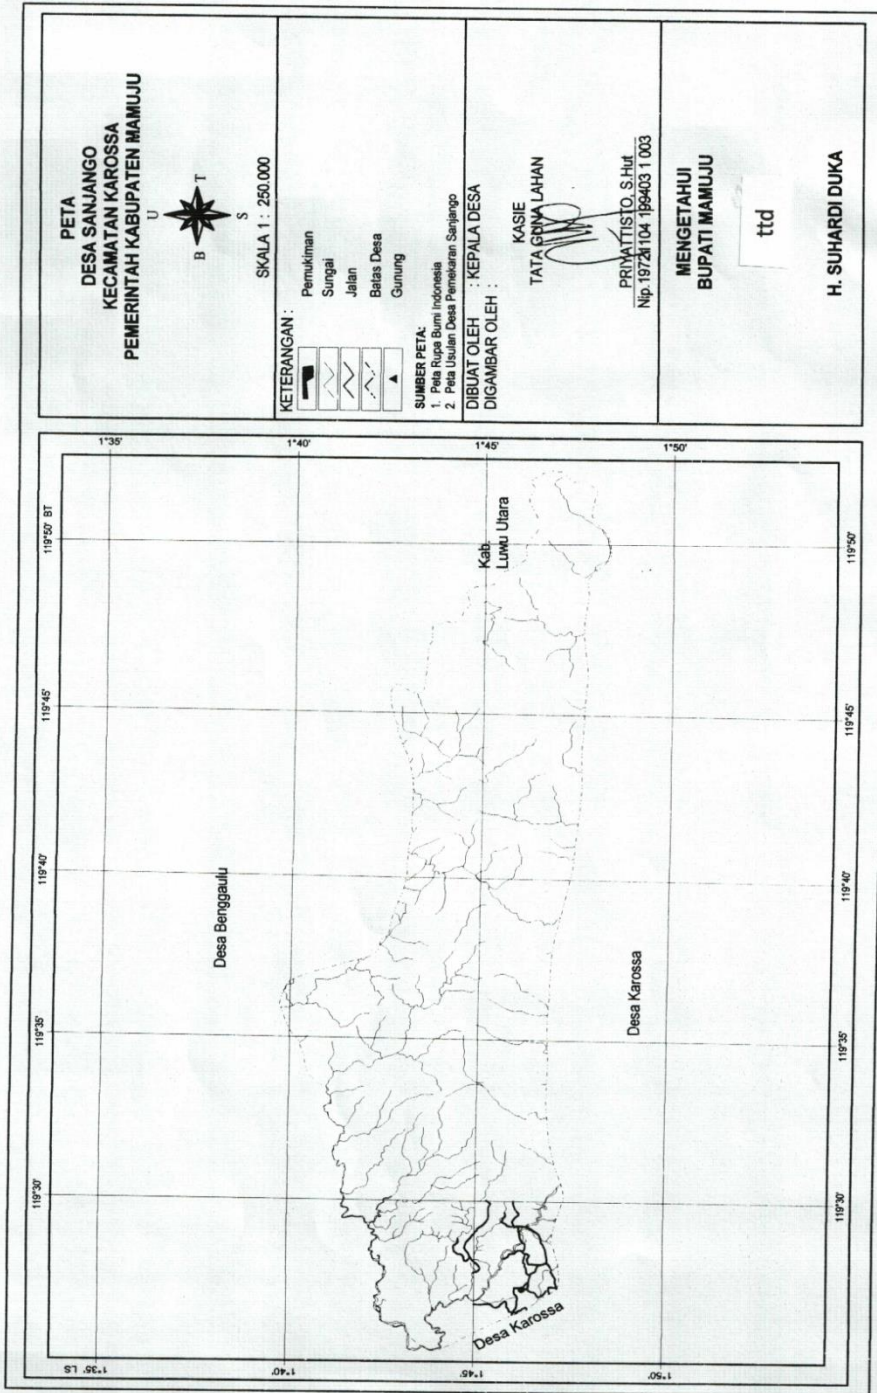 PETA
DESA SANJANGO
KECAMATAN KAROSSA
PEMERINTAH KABUPATEN MAMUJU
U
B
T
S
SKALA 1 : 250.000
KETERANGAN :
Pemukiman
Sungai
Jalan
Batas Desa
Gunung
SUMBER PETA:
1. Peta Rupa Bumi Indonesia
2. Peta Usulan Desa Pemekaran Sanjango
DIBUAT OLEH : KEPALA DESA
DIGAMBAR OLEH :
KASIE
TATA GUNA LAHAN
PRIYATTISTO, S.Hut
Nip. 19721104 199403 1 003
MENGETAHUI
BUPATI MAMUJU
ttd
H. SUHARDI DUKA
119°30'
119°35'
119°40'
119°45'
119°50' BT
1°35' LS
1°35'
1°40'
1°40'
1°45'
1°45'
1°50'
1°50'
Desa Benggaulu
Kab.
Luwu Utara
Desa Karossa
Desa Karossa
119°30'
119°35'
119°40'
119°45'
119°50'